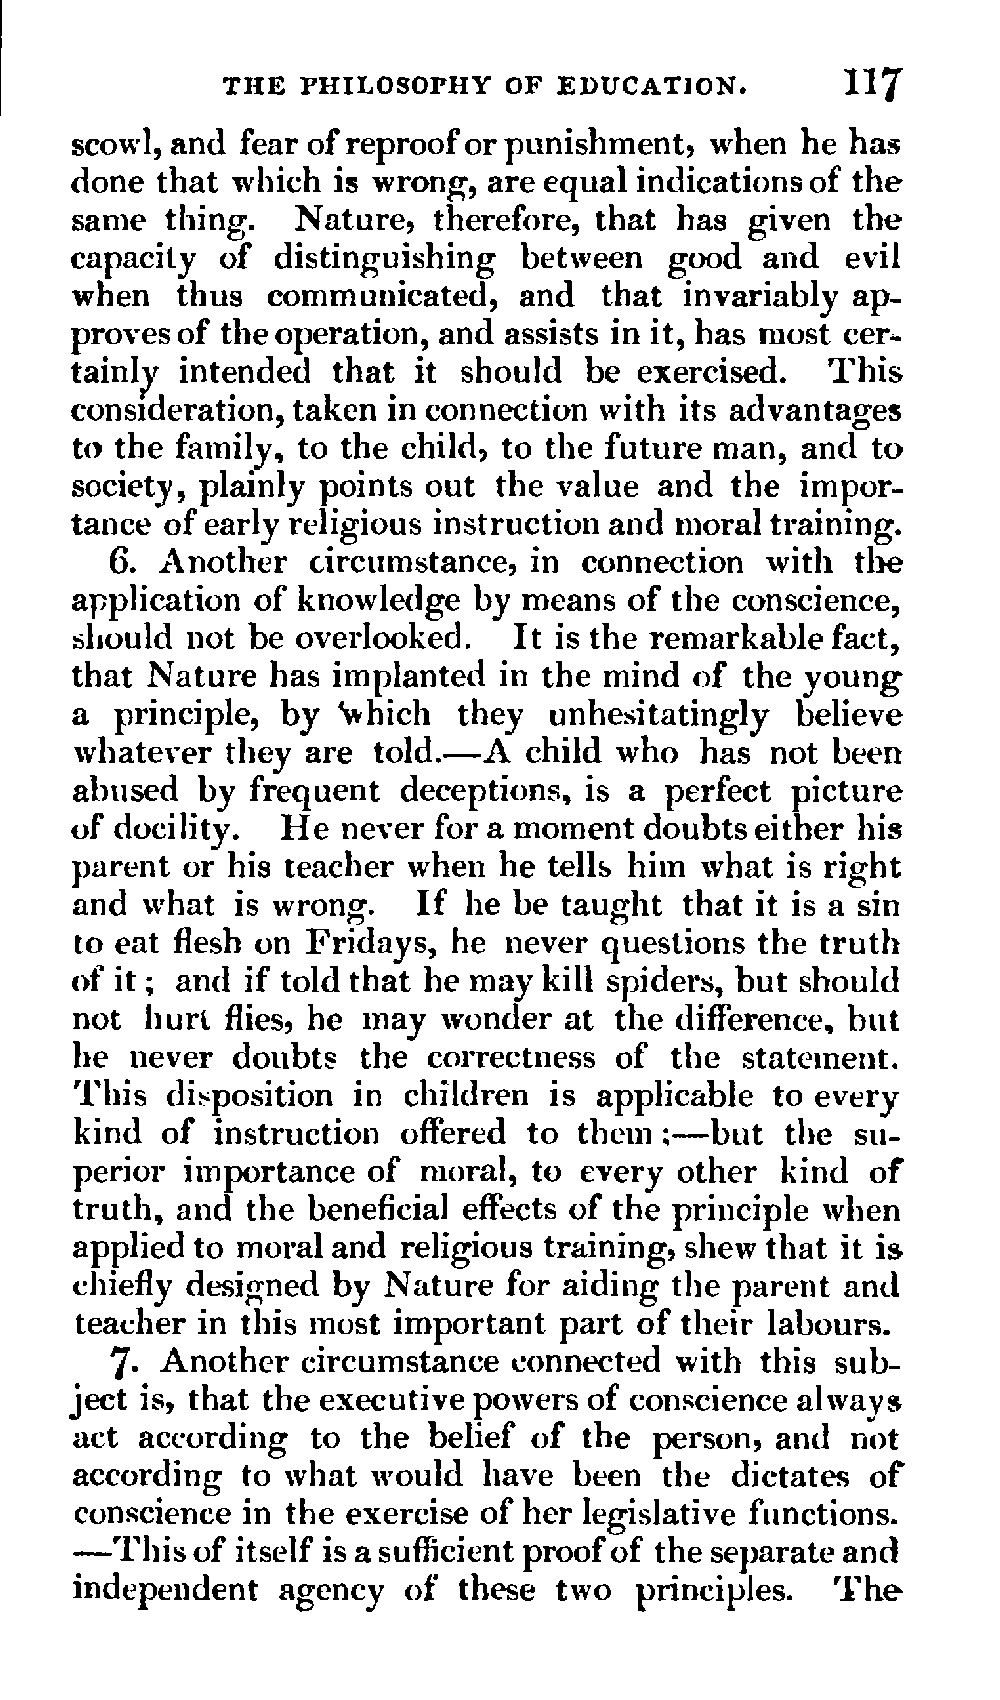 THE PHILOSOPHY OF EDUCATION. 117
scowl, and fear of reproof or punishment, when he has
done that which is wrong, are equal indications of the
same thing. Nature, therefore, that has given the
capacity of distinguishing between good and evil
when thus communicated, and that invariably ap-
proves of the operation, and assists in it, has most cer-
tainly intended that it should be exercised. This
consideration, taken in connection with its advantages
to the family, to the child, to the future man, and to
society, plainly points out the value and the impor-
tance of early religious instruction and moral training.
6. Another circumstance, in connection with the
application of knowledge by means of the conscience,
should not be overlooked. It is the remarkable fact,
that Nature has implanted in the mind of the young
a principle, by which they unhesitatingly believe
whatever they are told.—A child who has not been
abused by frequent deceptions, is a perfect picture
of docility. He never for a moment doubts either his
parent or his teacher when he tells him what is right
and what is wrong. If he be taught that it is a sin
to eat flesh on Fridays, he never questions the truth
of it; and if told that he may kill spiders, but should
not hurt flies, he may wonder at the difference, but
he never doubts the correctness of the statement.
This disposition in children is applicable to every
kind of instruction offered to them;—but the su-
perior importance of moral, to every other kind of
truth, and the beneficial effects of the principle when
applied to moral and religious training, shew that it is
chiefly designed by Nature for aiding the parent and
teacher in this most important part of their labours.
7. Another circumstance connected with this sub-
ject is, that the executive powers of conscience always
act according to the belief of the person, and not
according to what would have been the dictates of
conscience in the exercise of her legislative functions.
—This of itself is a sufficient proof of the separate and
independent agency of these two principles. The